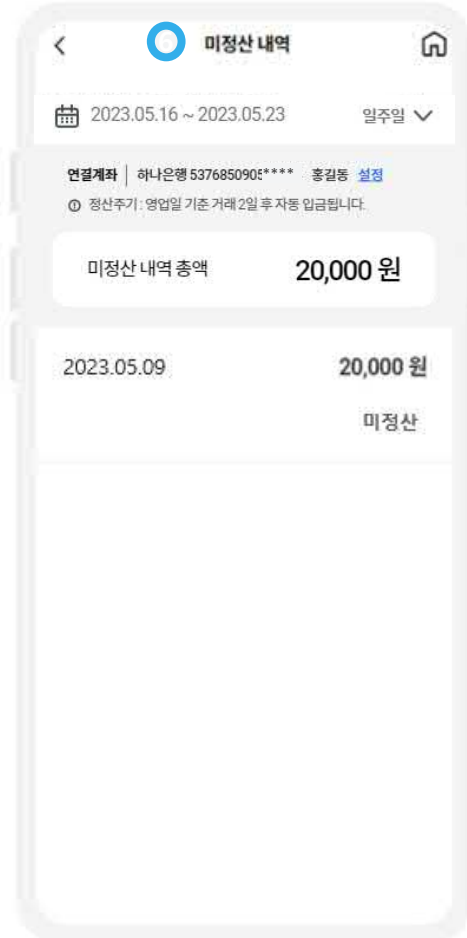 미정산 내역
2023.05.16 ~ 2023.05.23 일주일
연결계좌 | 하나은행 5376850905**** 홍길동 설정
정산주기 : 영업일 기준 거래 2일 후 자동 입금됩니다.
미정산 내역 총액 20,000 원
2023.05.09 20,000 원
미정산